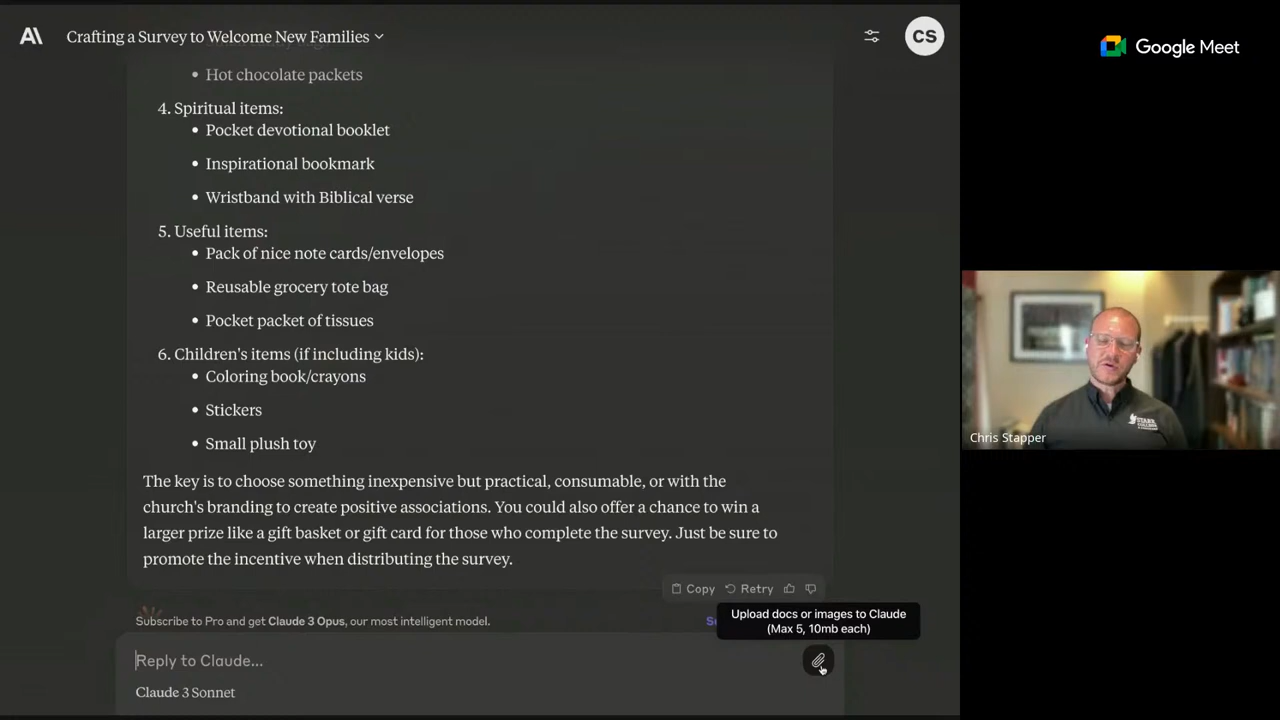 Crafting a Survey to Welcome New Families
CS
Google Meet
• Hot chocolate packets
4. Spiritual items:
• Pocket devotional booklet
• Inspirational bookmark
• Wristband with Biblical verse
5. Useful items:
• Pack of nice note cards/envelopes
• Reusable grocery tote bag
• Pocket packet of tissues
6. Children's items (if including kids):
• Coloring book/crayons
• Stickers
• Small plush toy
The key is to choose something inexpensive but practical, consumable, or with the
church's branding to create positive associations. You could also offer a chance to win a
larger prize like a gift basket or gift card for those who complete the survey. Just be sure to
promote the incentive when distributing the survey.
Copy Retry
Upload docs or images to Claude
(Max 5, 10mb each)
Subscribe to Pro and get Claude 3 Opus, our most intelligent model.
Reply to Claude...
Claude 3 Sonnet
Chris Stapper
STARK
COLLEGE